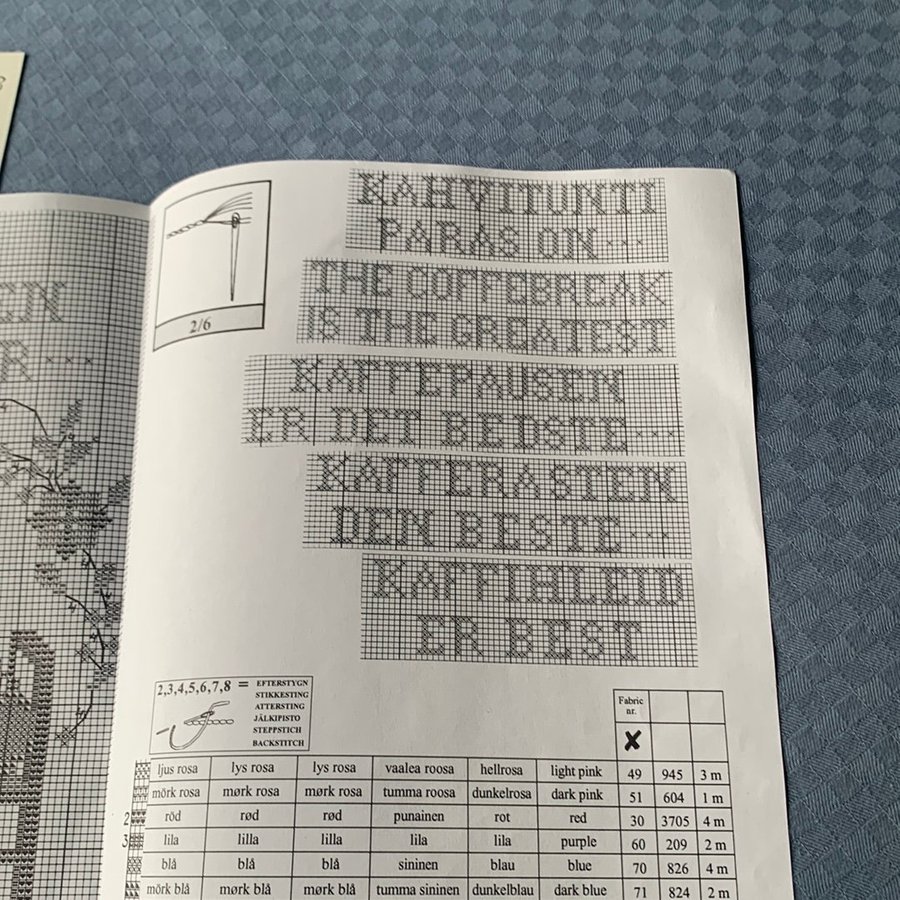 EN
R...
2/6
KAHVITUNTI
PARAS ON...
THE COFFEBREAK
IS THE GREATEST
KAFFEPAUSEN
ER DET BEDSTE...
KAFFERASTEN
DEN BESTE...
KAFFIHLEID
ER BEST
2,3,4,5,6,7,8 = EFTERSTYGN
STIKKESTING
ATTERSTING
JÄLKIPISTO
STEPPSTICH
BACKSTITCH
Fabric nr.
X
ljus rosa lys rosa lys rosa vaalea roosa hellrosa light pink 49 945 3 m
mörk rosa mørk rosa mørk rosa tumma roosa dunkelrosa dark pink 51 604 1 m
2 röd rød rød punainen rot red 30 3705 4 m
3 lila lilla lilla lila lila purple 60 209 2 m
blå blå blå sininen blau blue 70 826 4 m
mörk blå mørk blå mørk blå tumma sininen dunkelblau dark blue 71 824 2 m